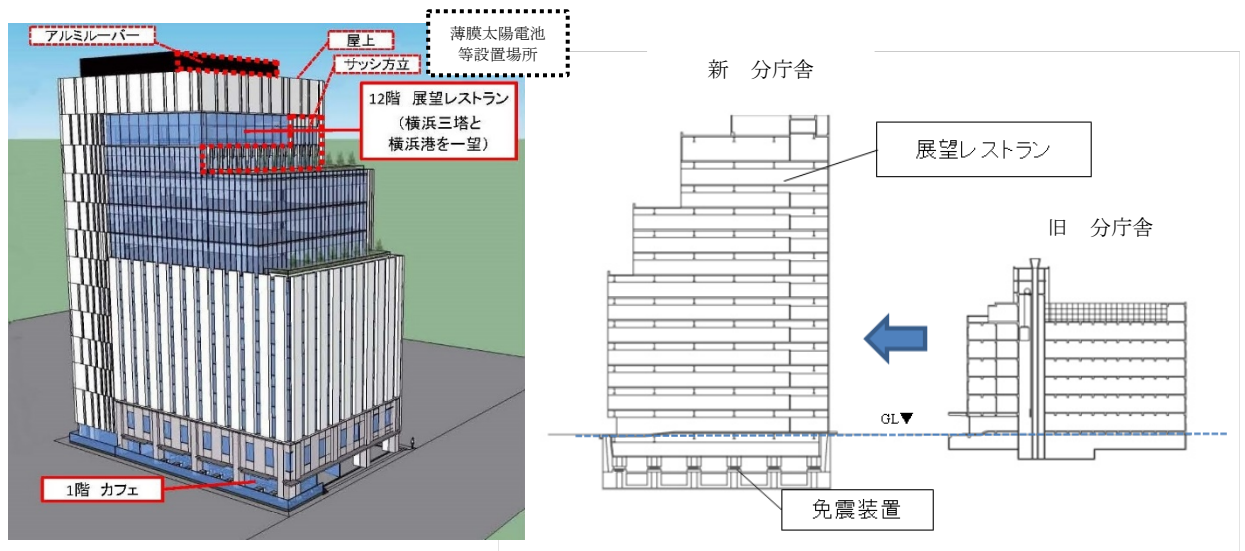 アルミルーバー
屋上
サッシ方立
薄膜太陽電池
等設置場所
12階 展望レストラン
(横浜三塔と
横浜港を一望)
1階 カフェ
新　分庁舎
展望レストラン
旧　分庁舎
GL▼
免震装置